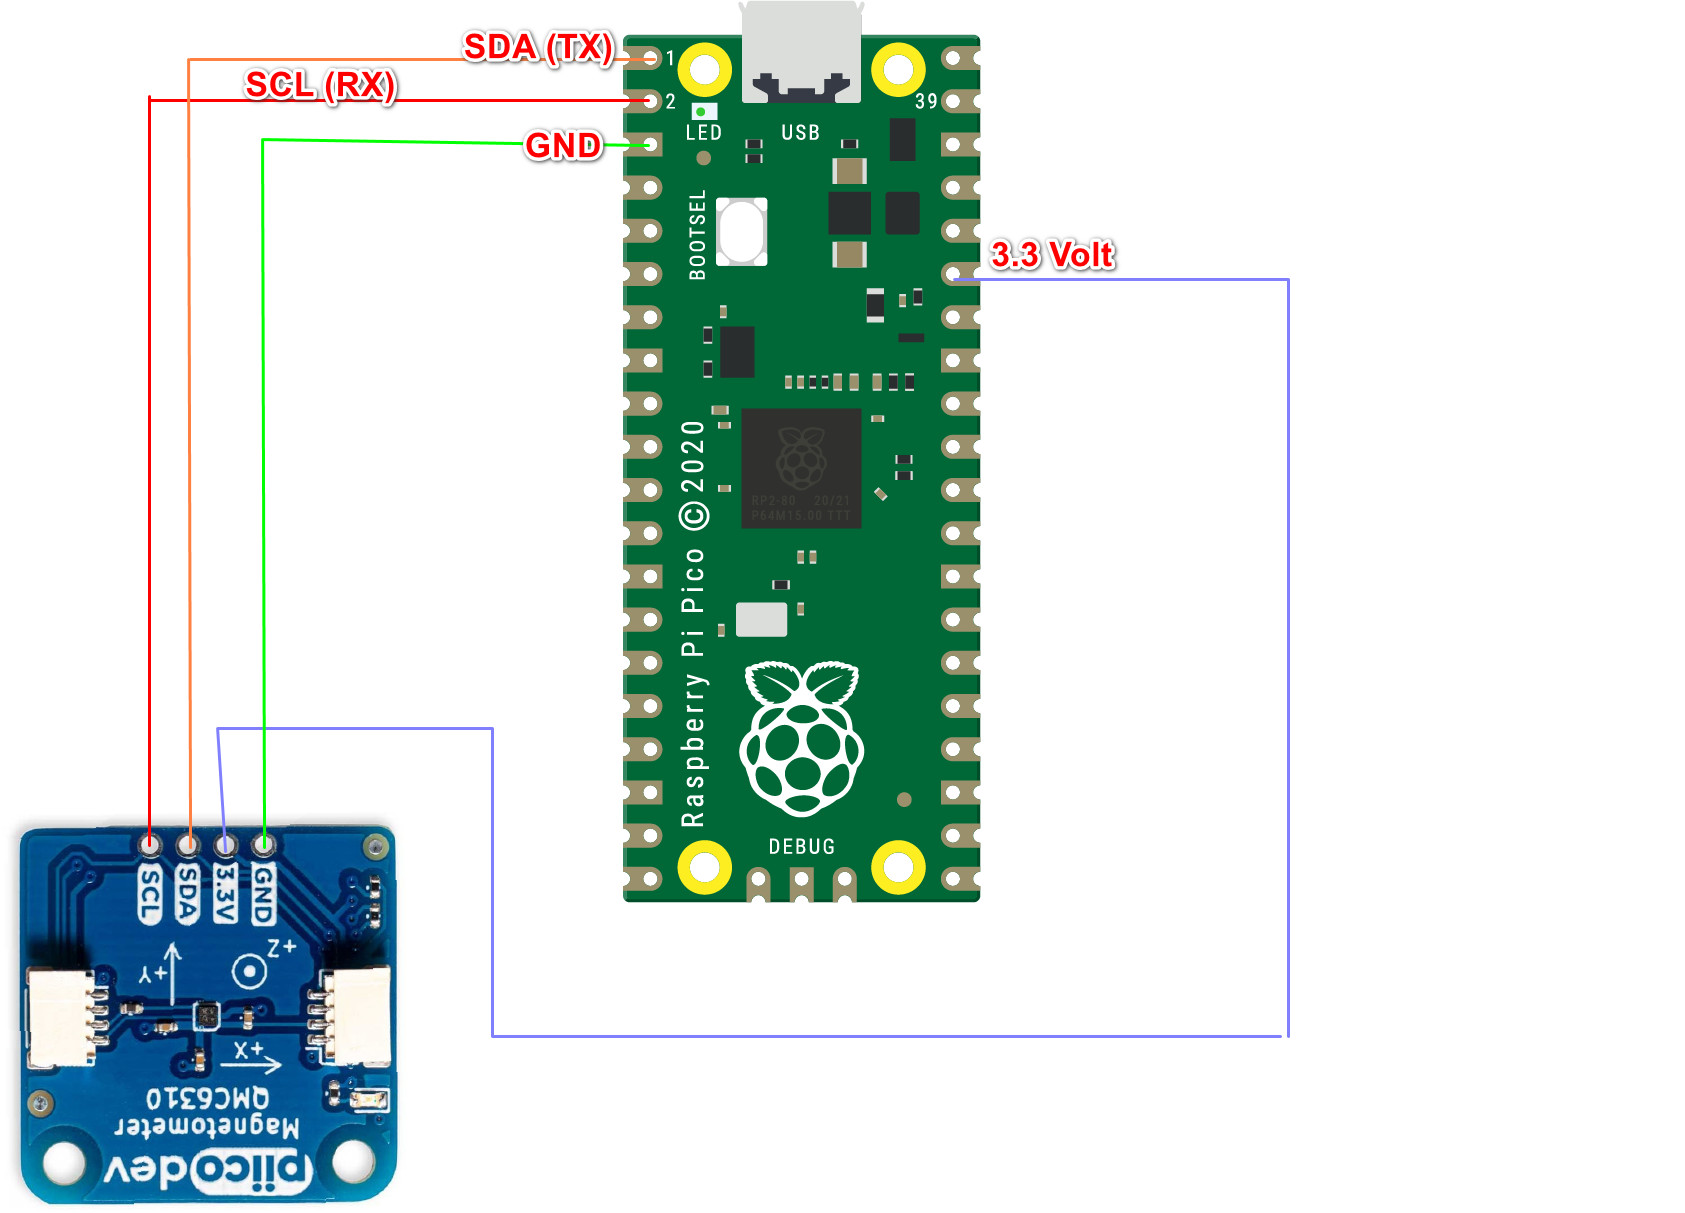 SDA (TX)
1
SCL (RX)
2
39
LED
USB
GND
BOOTSEL
3.3 Volt
Raspberry Pi Pico ©2020
RP2-80 20/21
P64M15.00 TTT
DEBUG
SCL
SDA
3.3V
GND
+Z
+Y
+X
QMC6310
Magnetometer
piicodev